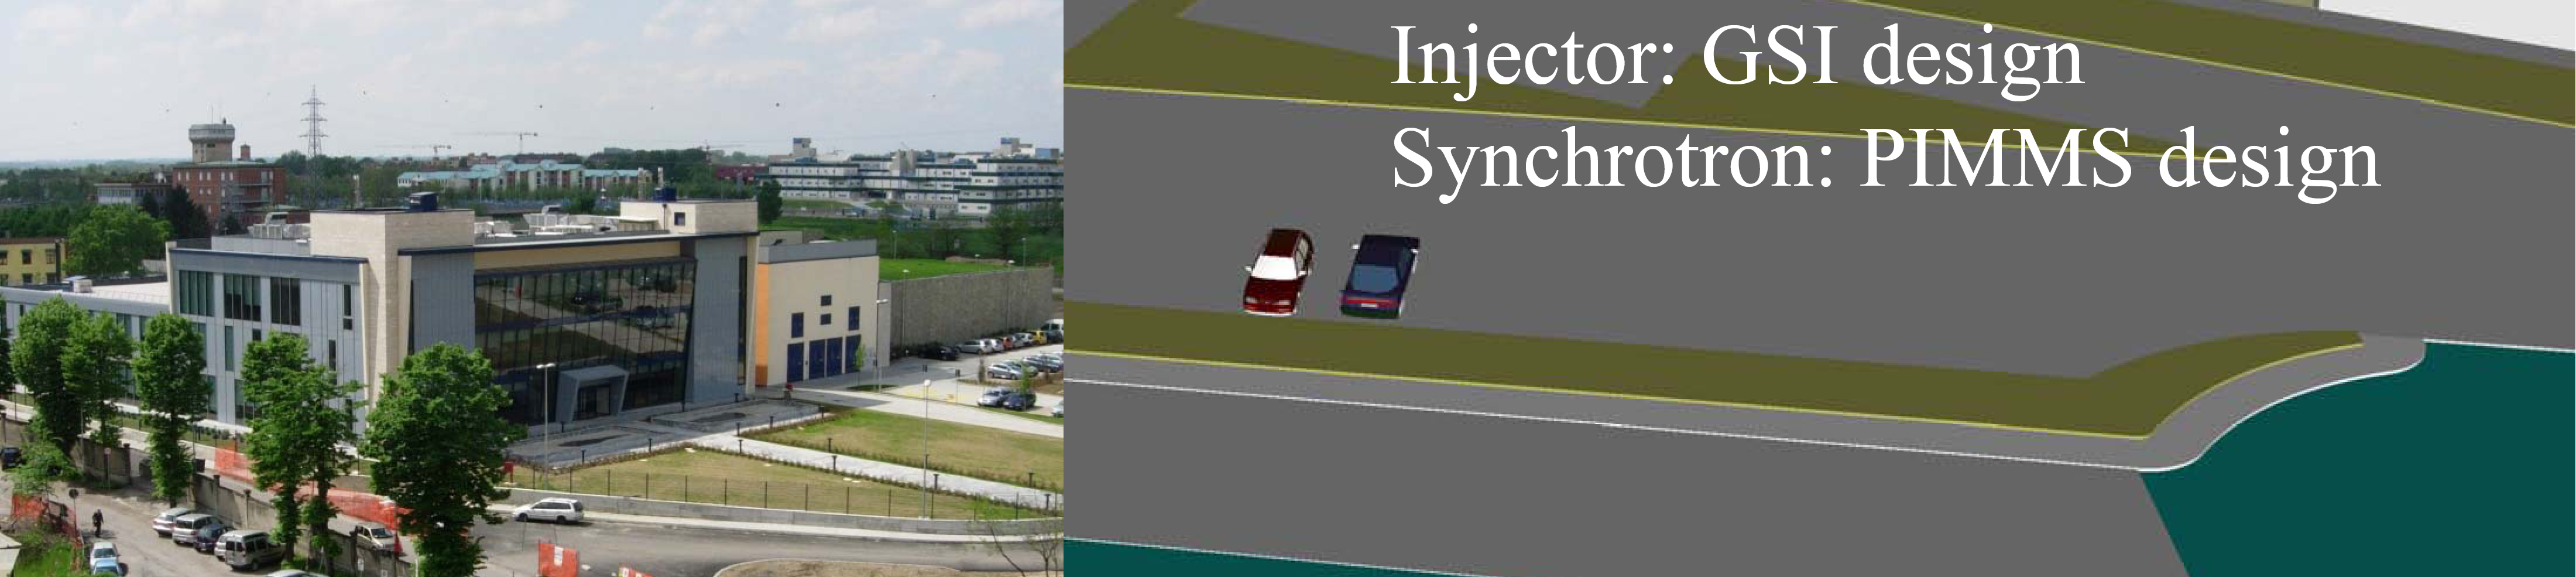 Injector: GSI design
Synchrotron: PIMMS design